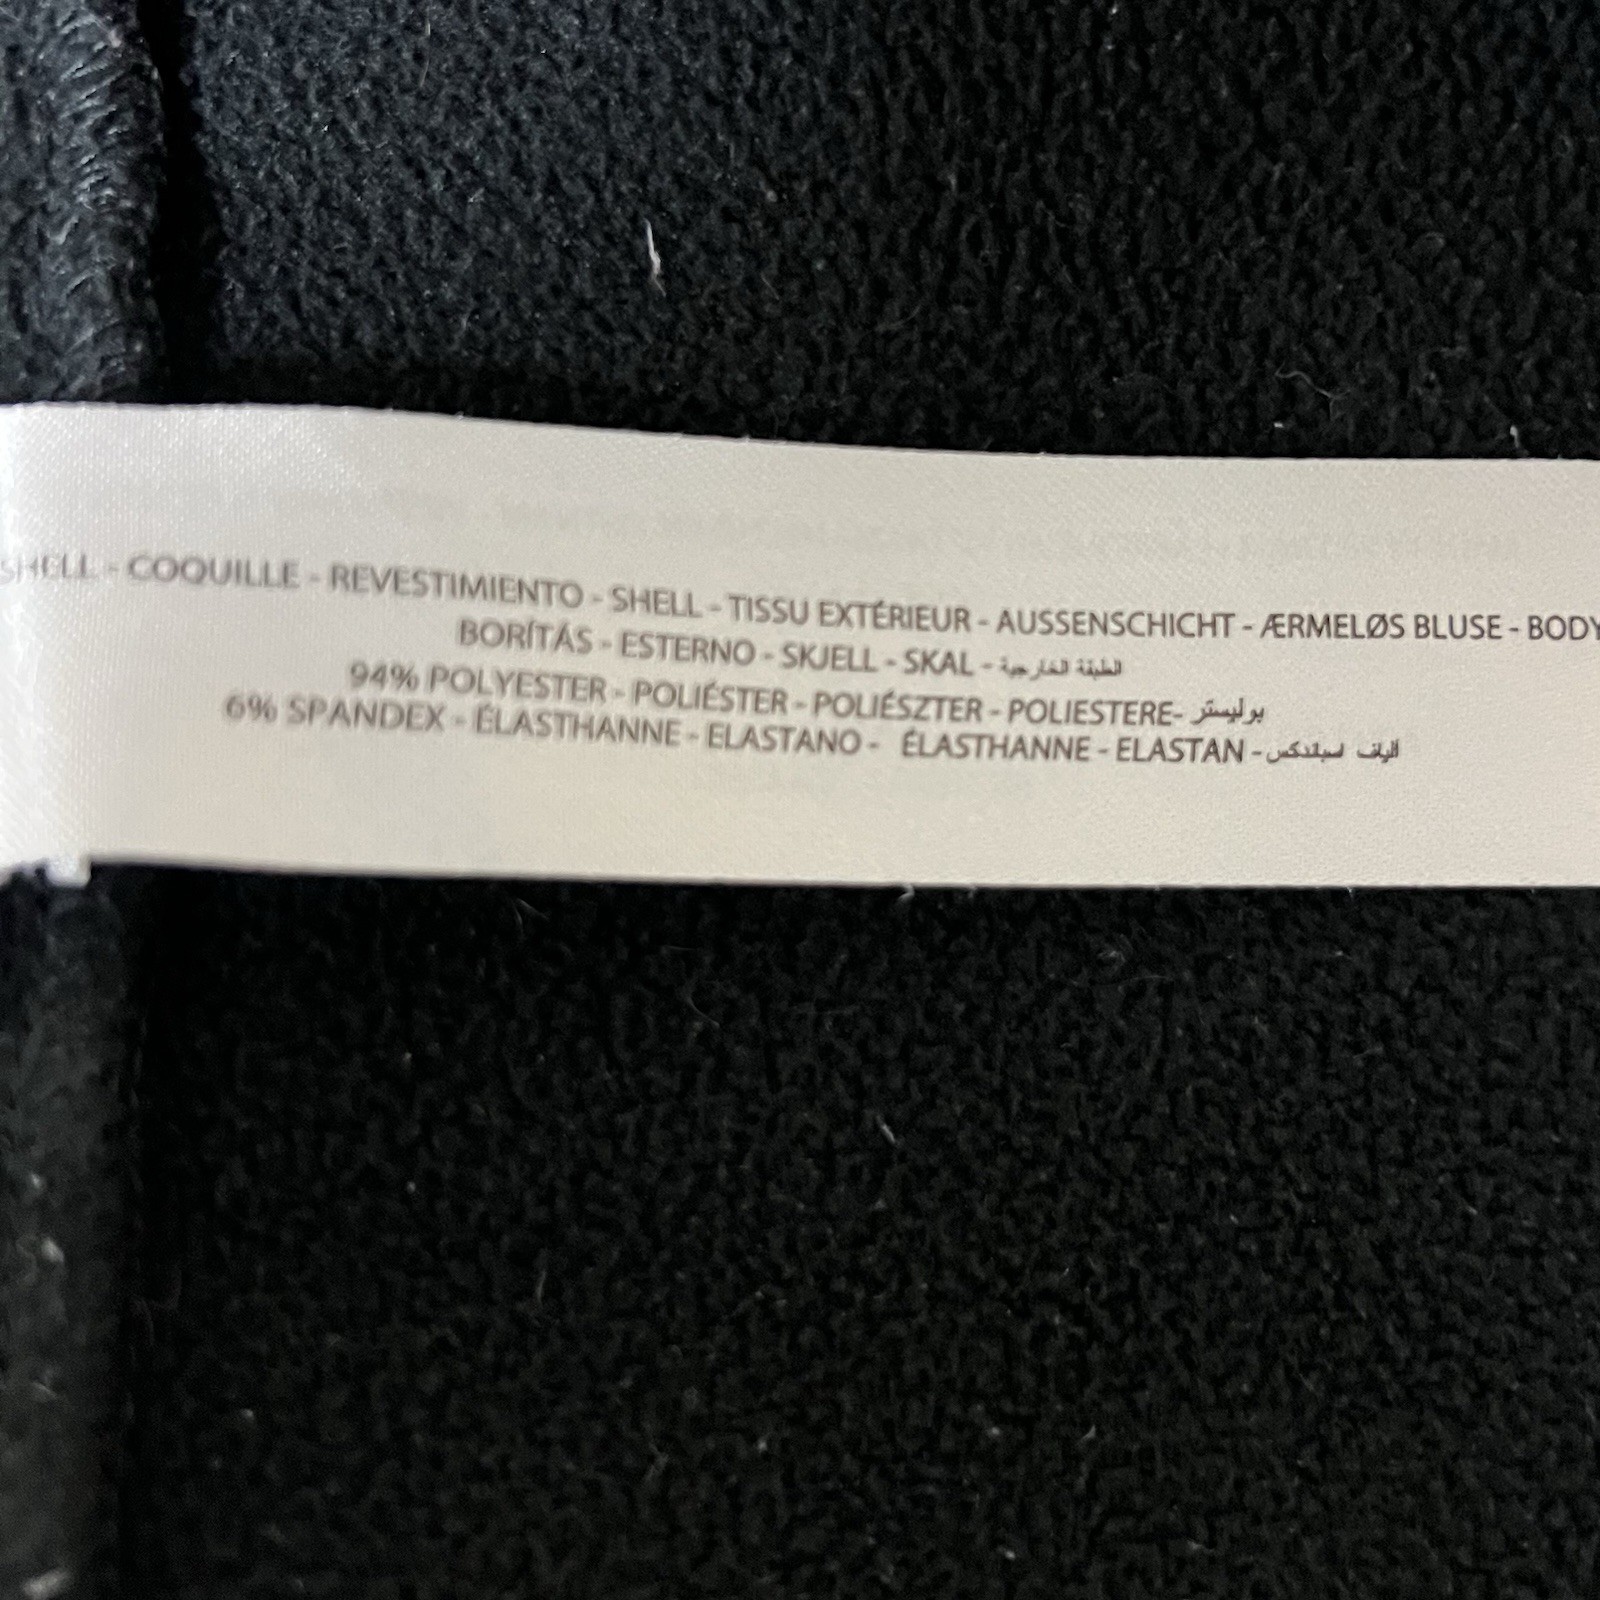 SHELL - COQUILLE - REVESTIMIENTO - SHELL - TISSU EXTÉRIEUR - AUSSENSCHICHT - ÆRMELØS BLUSE - BODY
BORÍTÁS - ESTERNO - SKJELL - SKAL - الطبقة الخارجية
94% POLYESTER - POLIÉSTER - POLIÉSZTER - POLIESTERE- بوليستر
6% SPANDEX - ÉLASTHANNE - ELASTANO - ÉLASTHANNE - ELASTAN - ألياف اسباندكس